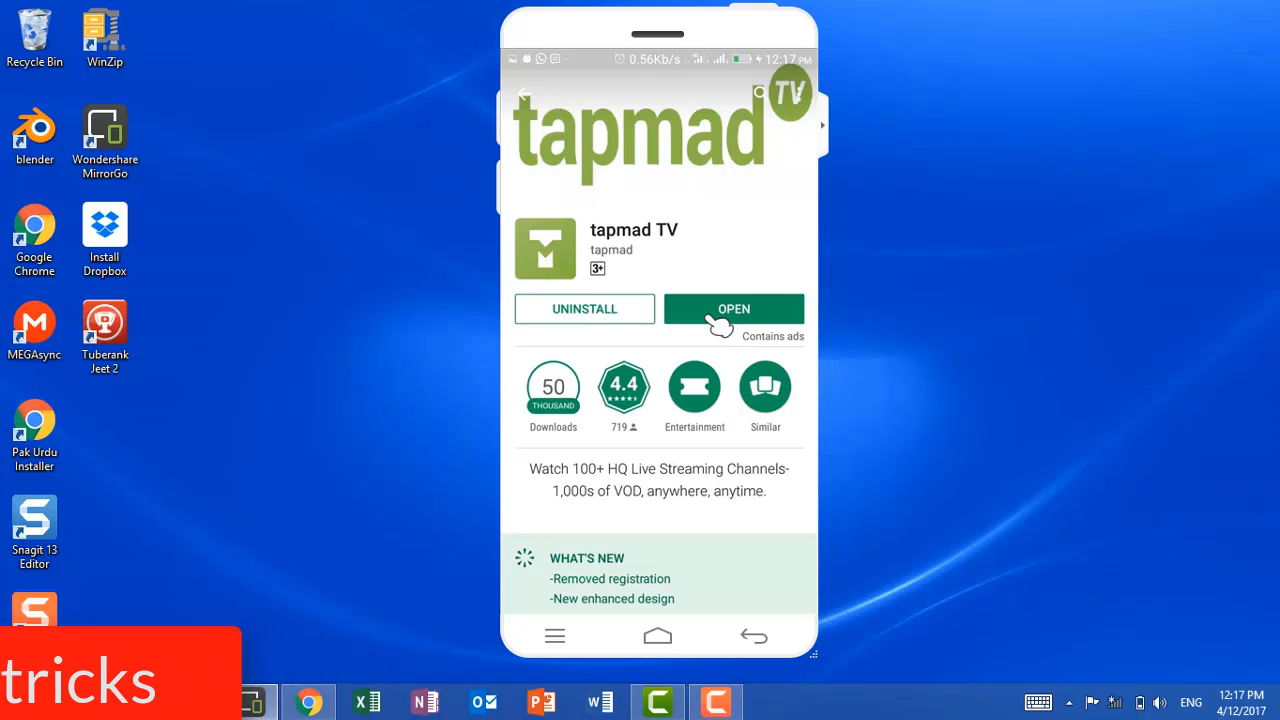 Recycle Bin
WinZip
blender
Wondershare
MirrorGo
Google
Chrome
Install
Dropbox
MEGAsync
Tuberank
Jeet 2
Pak Urdu
Installer
Snagit 13
Editor
tricks
0.56Kb/s
12:17 PM
tapmad
TV
tapmad TV
tapmad
3+
UNINSTALL
OPEN
Contains ads
50
THOUSAND
Downloads
4.4
719
Entertainment
Similar
Watch 100+ HQ Live Streaming Channels-
1,000s of VOD, anywhere, anytime.
WHAT'S NEW
-Removed registration
-New enhanced design
ENG
12:17 PM
4/12/2017